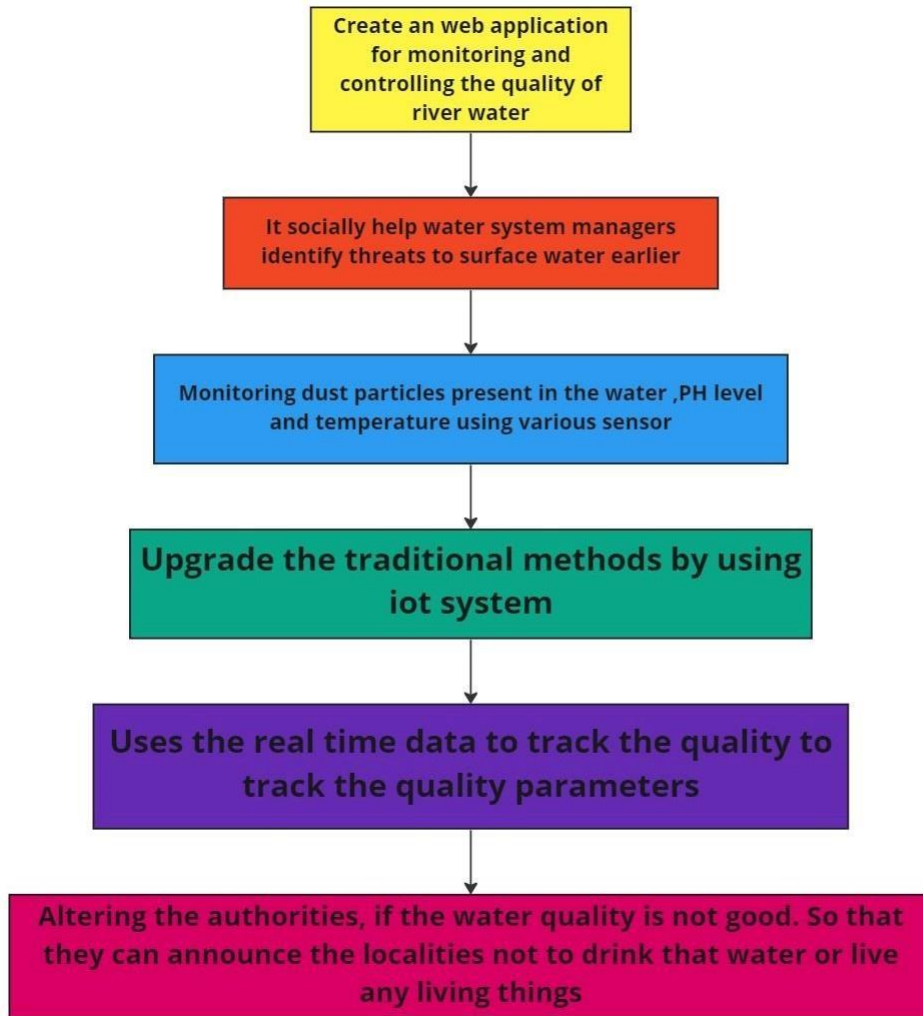 Create an web application
for monitoring and
controlling the quality of
river water
It socially help water system managers
identify threats to surface water earlier
Monitoring dust particles present in the water ,PH level
and temperature using various sensor
Upgrade the traditional methods by using
iot system
Uses the real time data to track the quality to
track the quality parameters
Altering the authorities, if the water quality is not good. So that
they can announce the localities not to drink that water or live
any living things